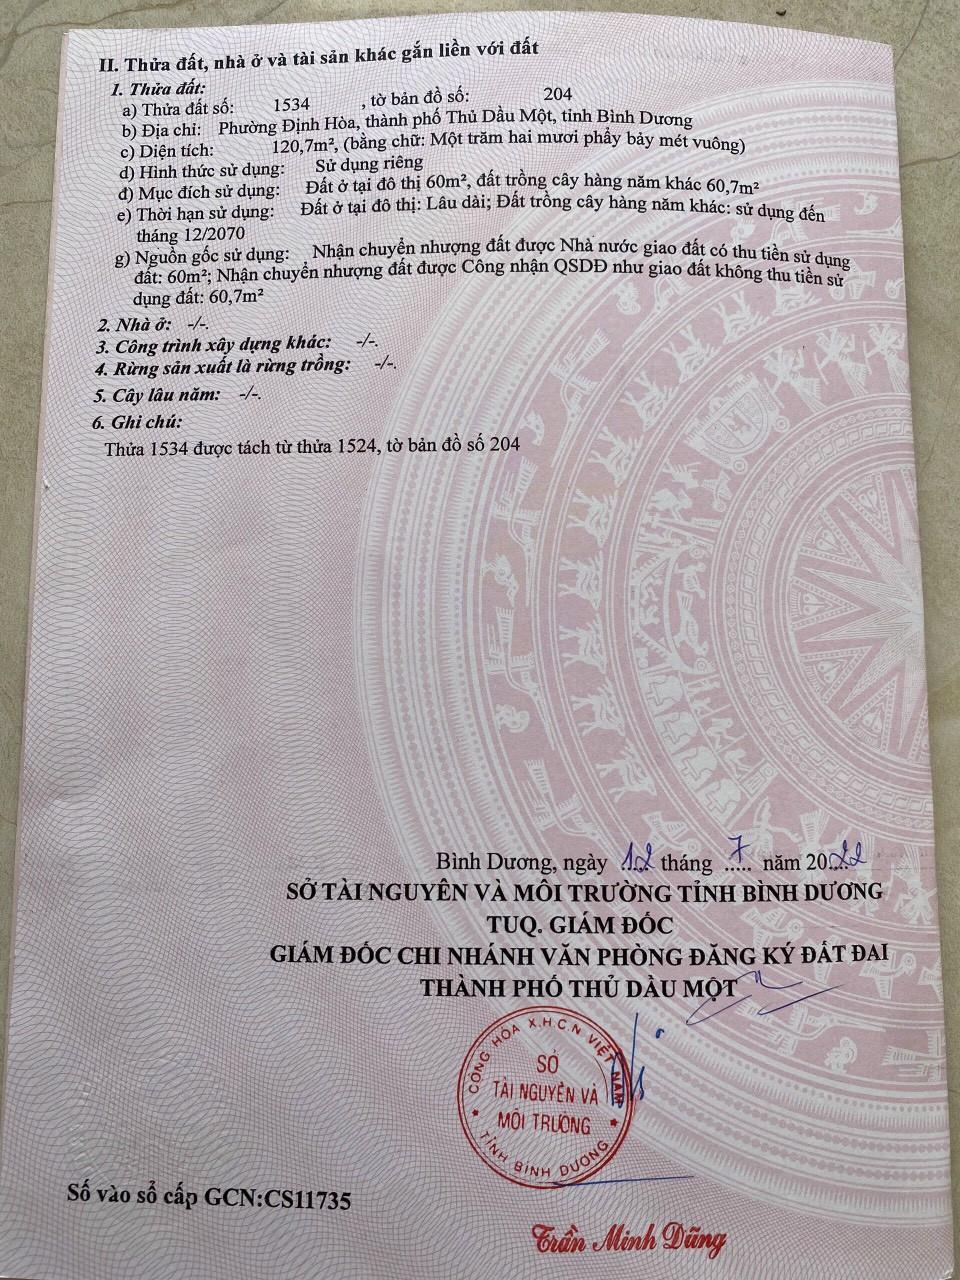 II. Thửa đất, nhà ở và tài sản khác gắn liền với đất
1. Thửa đất:
a) Thửa đất số: 1534 , tờ bản đồ số: 204
b) Địa chỉ: Phường Định Hòa, thành phố Thủ Dầu Một, tỉnh Bình Dương
c) Diện tích: 120,7m², (bằng chữ: Một trăm hai mươi phẩy bảy mét vuông)
d) Hình thức sử dụng: Sử dụng riêng
đ) Mục đích sử dụng: Đất ở tại đô thị 60m², đất trồng cây hàng năm khác 60,7m²
e) Thời hạn sử dụng: Đất ở tại đô thị: Lâu dài; Đất trồng cây hàng năm khác: sử dụng đến
tháng 12/2070
g) Nguồn gốc sử dụng: Nhận chuyển nhượng đất được Nhà nước giao đất có thu tiền sử dụng
đất: 60m²; Nhận chuyển nhượng đất được Công nhận QSDĐ như giao đất không thu tiền sử
dụng đất: 60,7m²
2. Nhà ở: -/-.
3. Công trình xây dựng khác: -/-.
4. Rừng sản xuất là rừng trồng: -/-.
5. Cây lâu năm: -/-.
6. Ghi chú:
Thửa 1534 được tách từ thửa 1524, tờ bản đồ số 204
Bình Dương, ngày 12 tháng 7 năm 2022
SỞ TÀI NGUYÊN VÀ MÔI TRƯỜNG TỈNH BÌNH DƯƠNG
TUQ. GIÁM ĐỐC
GIÁM ĐỐC CHI NHÁNH VĂN PHÒNG ĐĂNG KÝ ĐẤT ĐAI
THÀNH PHỐ THỦ DẦU MỘT
CỘNG HÒA X.H.C.N VIỆT NAM
SỞ
TÀI NGUYÊN VÀ
MÔI TRƯỜNG
TỈNH BÌNH DƯƠNG
Số vào sổ cấp GCN:CS11735
Trần Minh Dũng